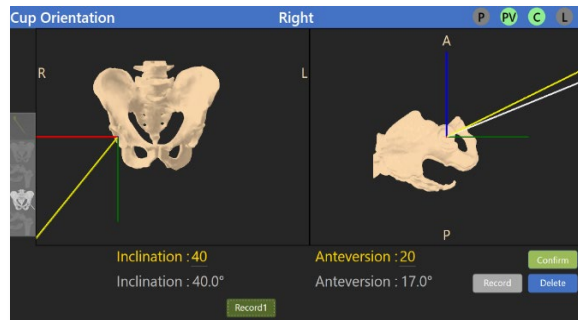 Cup Orientation Right P PV C L
R L A
P
Inclination : 40 Anteversion : 20 Confirm
Inclination : 40.0° Anteversion : 17.0° Record Delete
Record1